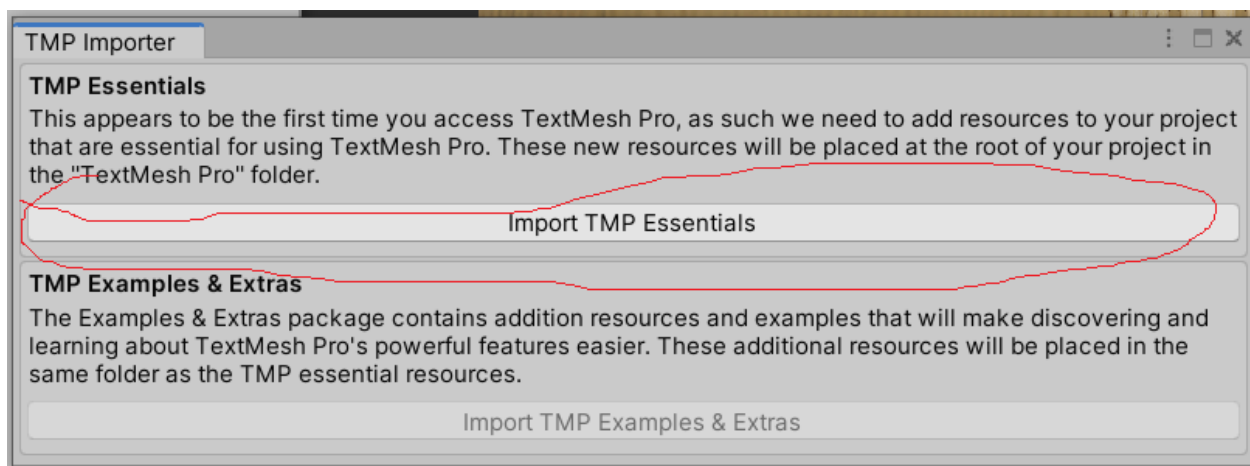 TMP Importer
TMP Essentials
This appears to be the first time you access TextMesh Pro, as such we need to add resources to your project
that are essential for using TextMesh Pro. These new resources will be placed at the root of your project in
the "TextMesh Pro" folder.
Import TMP Essentials
TMP Examples & Extras
The Examples & Extras package contains addition resources and examples that will make discovering and
learning about TextMesh Pro's powerful features easier. These additional resources will be placed in the
same folder as the TMP essential resources.
Import TMP Examples & Extras